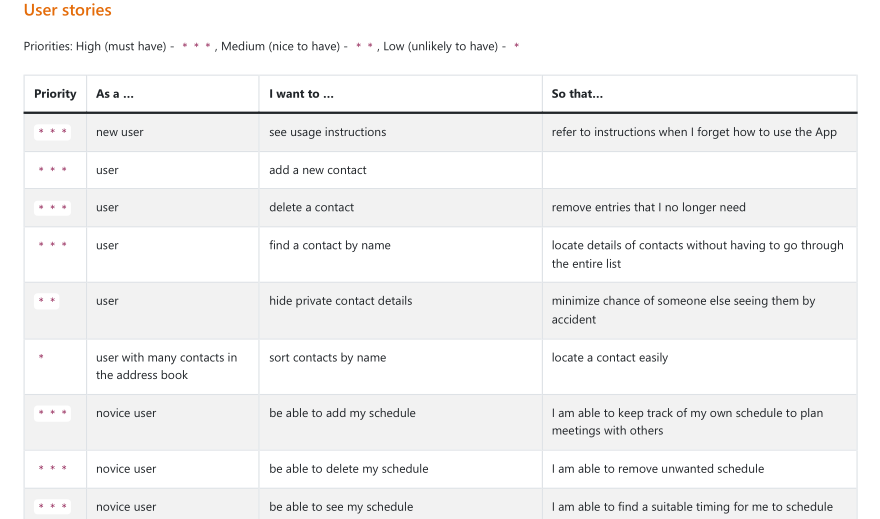 User stories
Priorities: High (must have) - * * * , Medium (nice to have) - * * , Low (unlikely to have) - *
Priority As a ... I want to ... So that...
* * * new user see usage instructions refer to instructions when I forget how to use the App
* * * user add a new contact
* * * user delete a contact remove entries that I no longer need
* * * user find a contact by name locate details of contacts without having to go through
the entire list
* * user hide private contact details minimize chance of someone else seeing them by
accident
* user with many contacts in sort contacts by name locate a contact easily
the address book
* * * novice user be able to add my schedule I am able to keep track of my own schedule to plan
meetings with others
* * * novice user be able to delete my schedule I am able to remove unwanted schedule
* * * novice user be able to see my schedule I am able to find a suitable timing for me to schedule